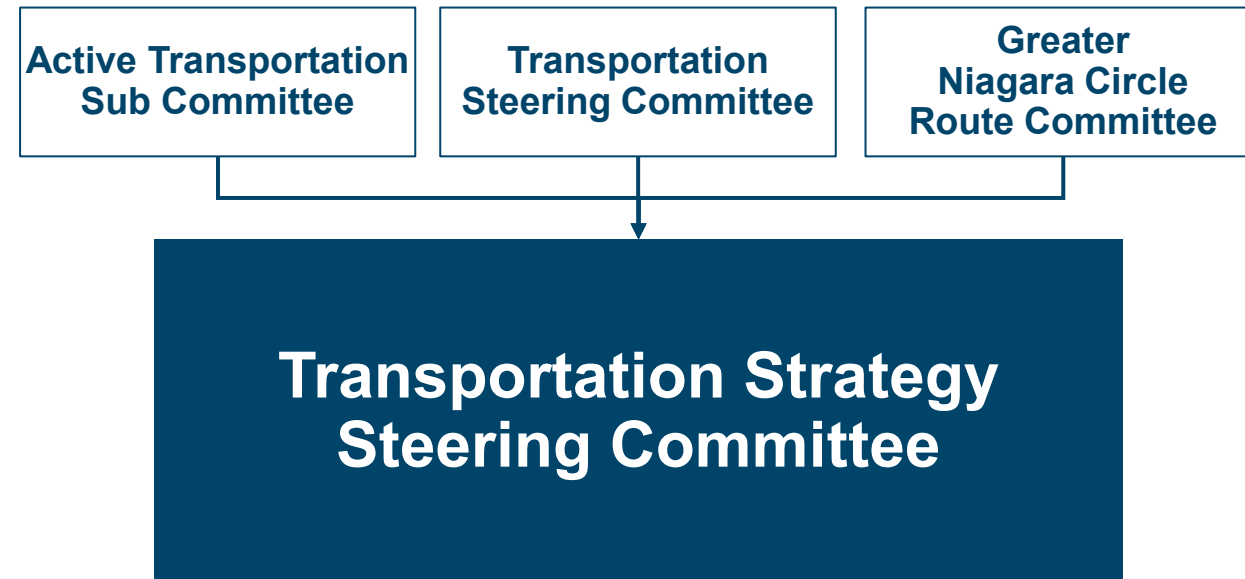 Active Transportation
Sub Committee
Transportation
Steering Committee
Greater
Niagara Circle
Route Committee
Transportation Strategy
Steering Committee